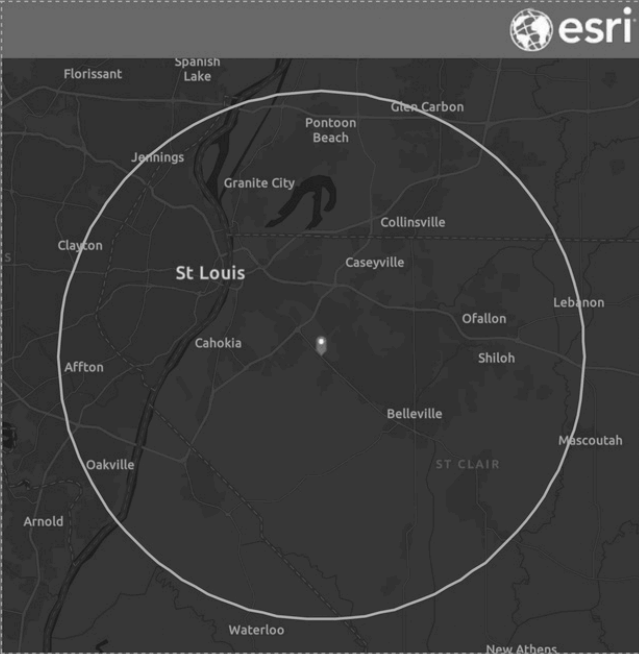 esri
Spanish
Lake
Florissant
Glen Carbon
Pontoon
Beach
Jennings
Granite City
Collinsville
Clayton
S
Caseyville
St Louis
Lebanon
Ofallon
Cahokia
Shiloh
Affton
Belleville
Mascoutah
Oakville
ST CLAIR
Arnold
Waterloo
New Athens